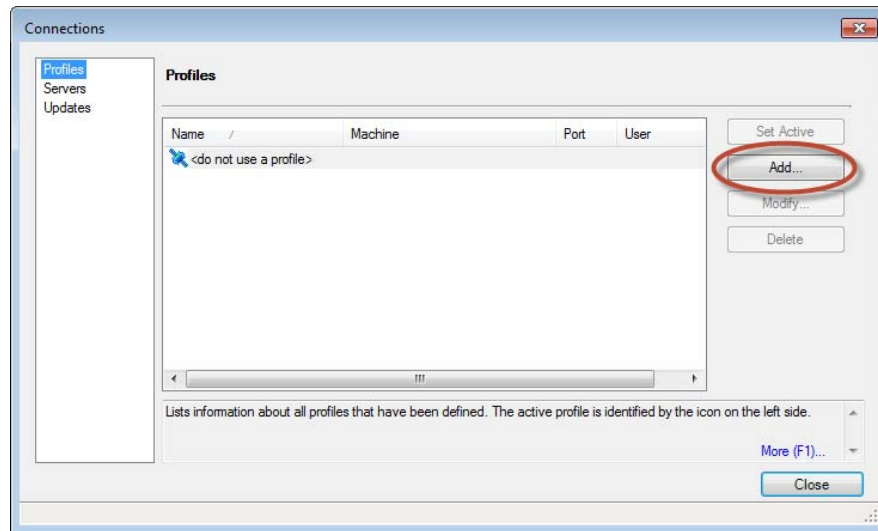 Connections
Profiles
Servers
Updates
Profiles
Name / Machine Port User
<do not use a profile>
Set Active
Add...
Modify...
Delete
Lists information about all profiles that have been defined. The active profile is identified by the icon on the left side.
More (F1)...
Close